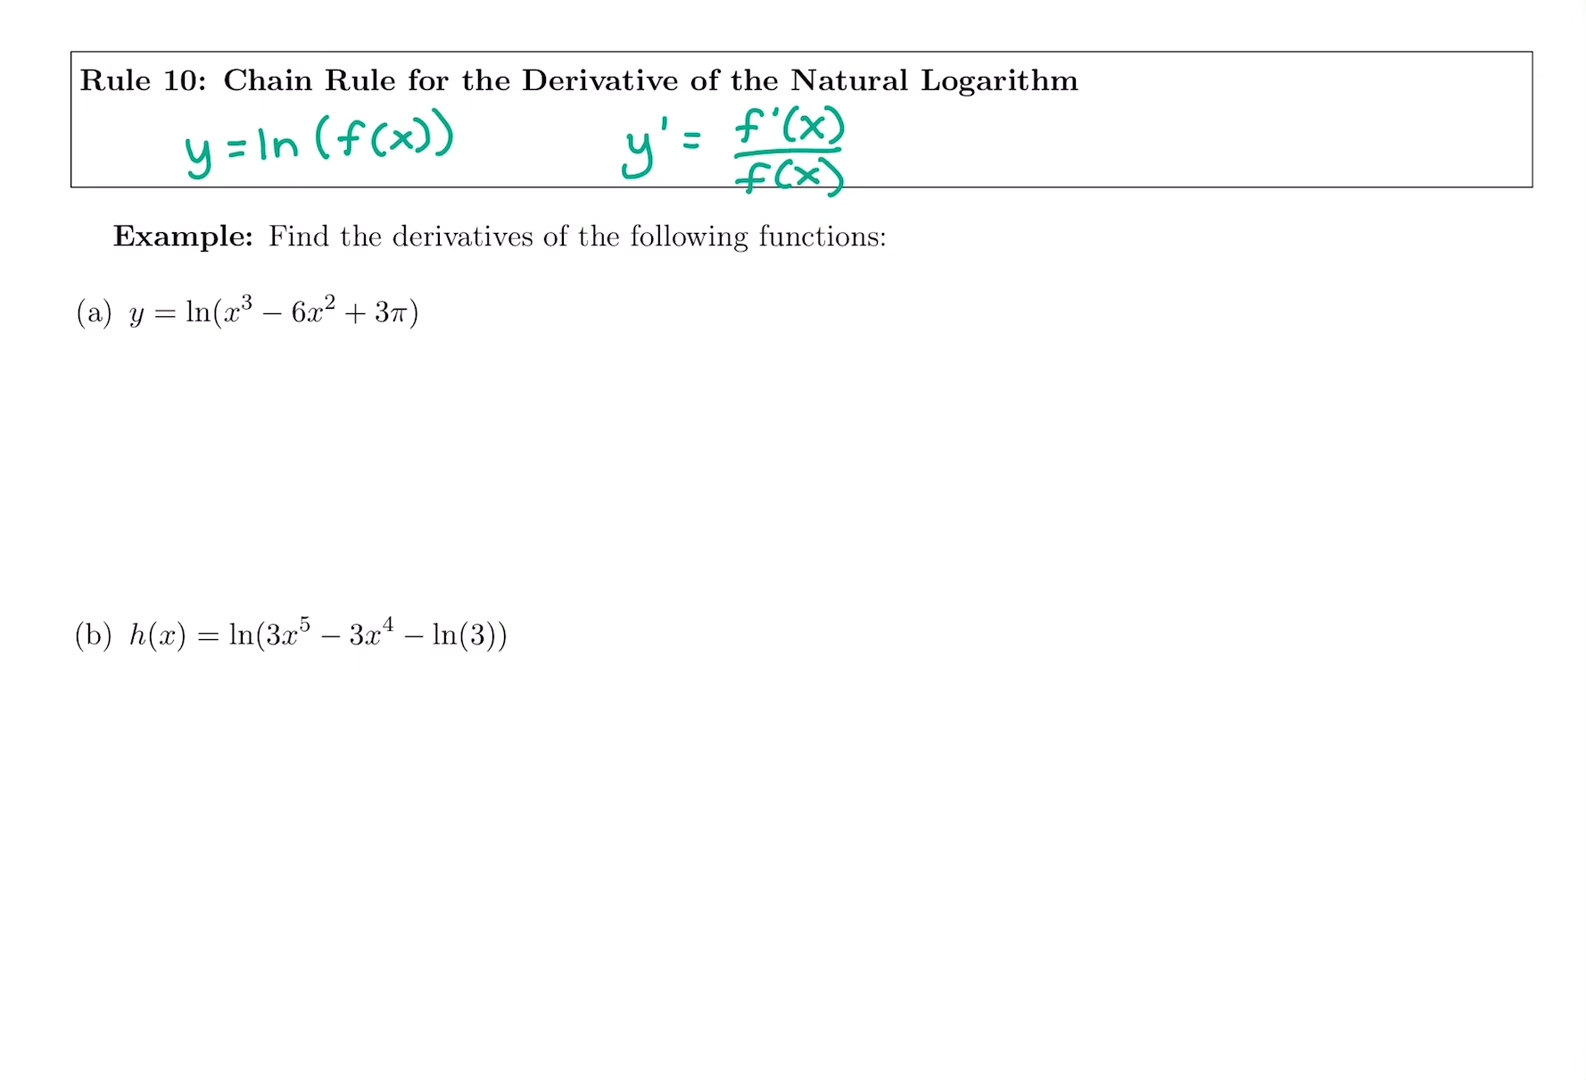 Rule 10: Chain Rule for the Derivative of the Natural Logarithm
y = ln (f(x))    y' = f'(x)/f(x)
Example: Find the derivatives of the following functions:
(a) y = ln(x³ − 6x² + 3π)
(b) h(x) = ln(3x⁵ − 3x⁴ − ln(3))